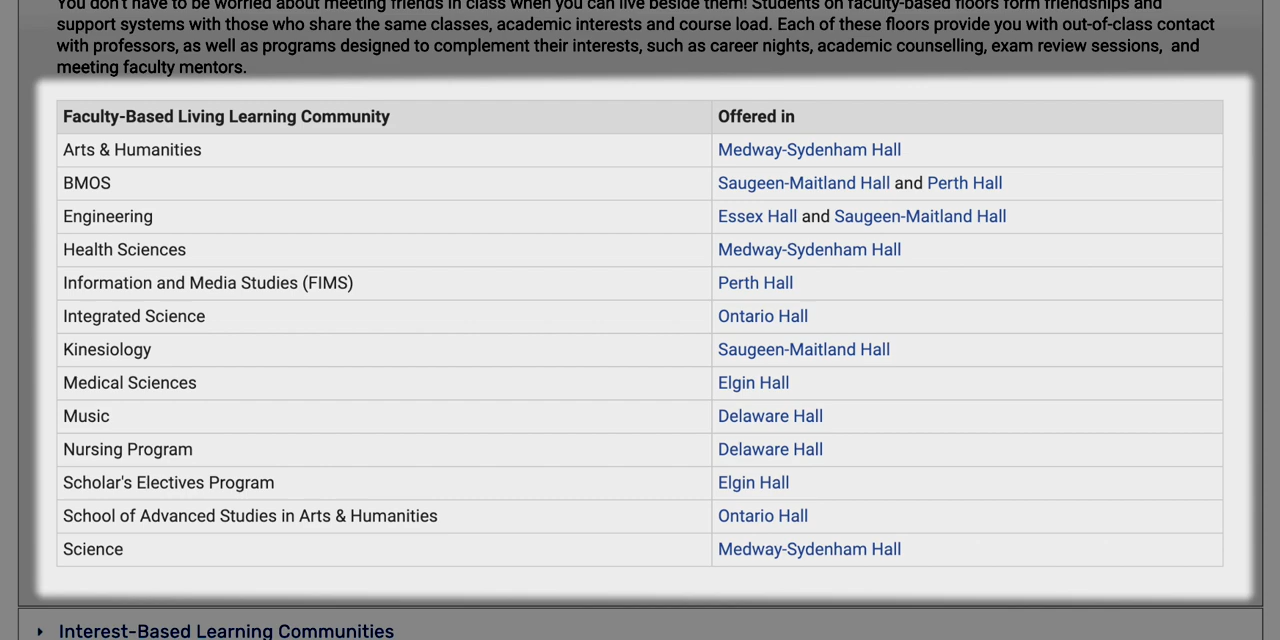 You don't have to be worried about meeting friends in class when you can live beside them! Students on faculty-based floors form friendships and
support systems with those who share the same classes, academic interests and course load. Each of these floors provide you with out-of-class contact
with professors, as well as programs designed to complement their interests, such as career nights, academic counselling, exam review sessions, and
meeting faculty mentors.
Faculty-Based Living Learning Community Offered in
Arts & Humanities Medway-Sydenham Hall
BMOS Saugeen-Maitland Hall and Perth Hall
Engineering Essex Hall and Saugeen-Maitland Hall
Health Sciences Medway-Sydenham Hall
Information and Media Studies (FIMS) Perth Hall
Integrated Science Ontario Hall
Kinesiology Saugeen-Maitland Hall
Medical Sciences Elgin Hall
Music Delaware Hall
Nursing Program Delaware Hall
Scholar's Electives Program Elgin Hall
School of Advanced Studies in Arts & Humanities Ontario Hall
Science Medway-Sydenham Hall
Interest-Based Learning Communities